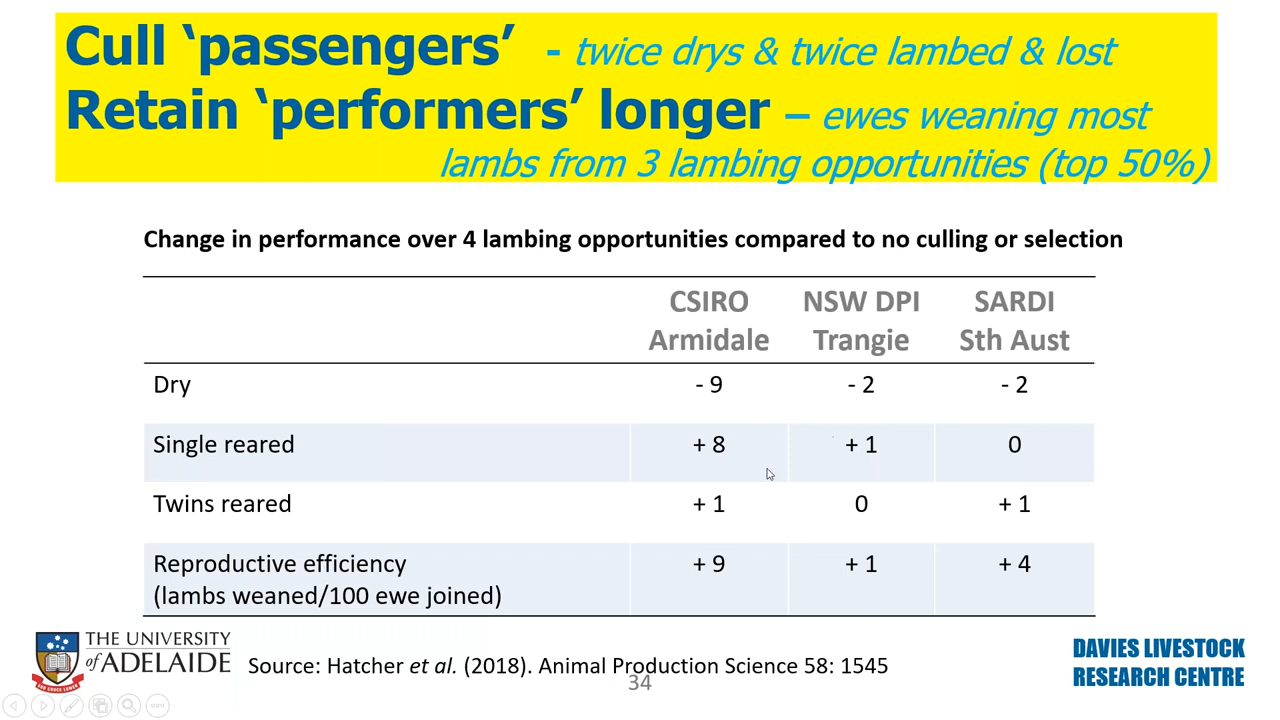 Cull ‘passengers’ - twice drys & twice lambed & lost
Retain ‘performers’ longer – ewes weaning most
lambs from 3 lambing opportunities (top 50%)
Change in performance over 4 lambing opportunities compared to no culling or selection
CSIRO Armidale NSW DPI Trangie SARDI Sth Aust
Dry - 9 - 2 - 2
Single reared + 8 + 1 0
Twins reared + 1 0 + 1
Reproductive efficiency + 9 + 1 + 4
(lambs weaned/100 ewe joined)
THE UNIVERSITY
of ADELAIDE
Source: Hatcher et al. (2018). Animal Production Science 58: 1545
34
DAVIES LIVESTOCK
RESEARCH CENTRE